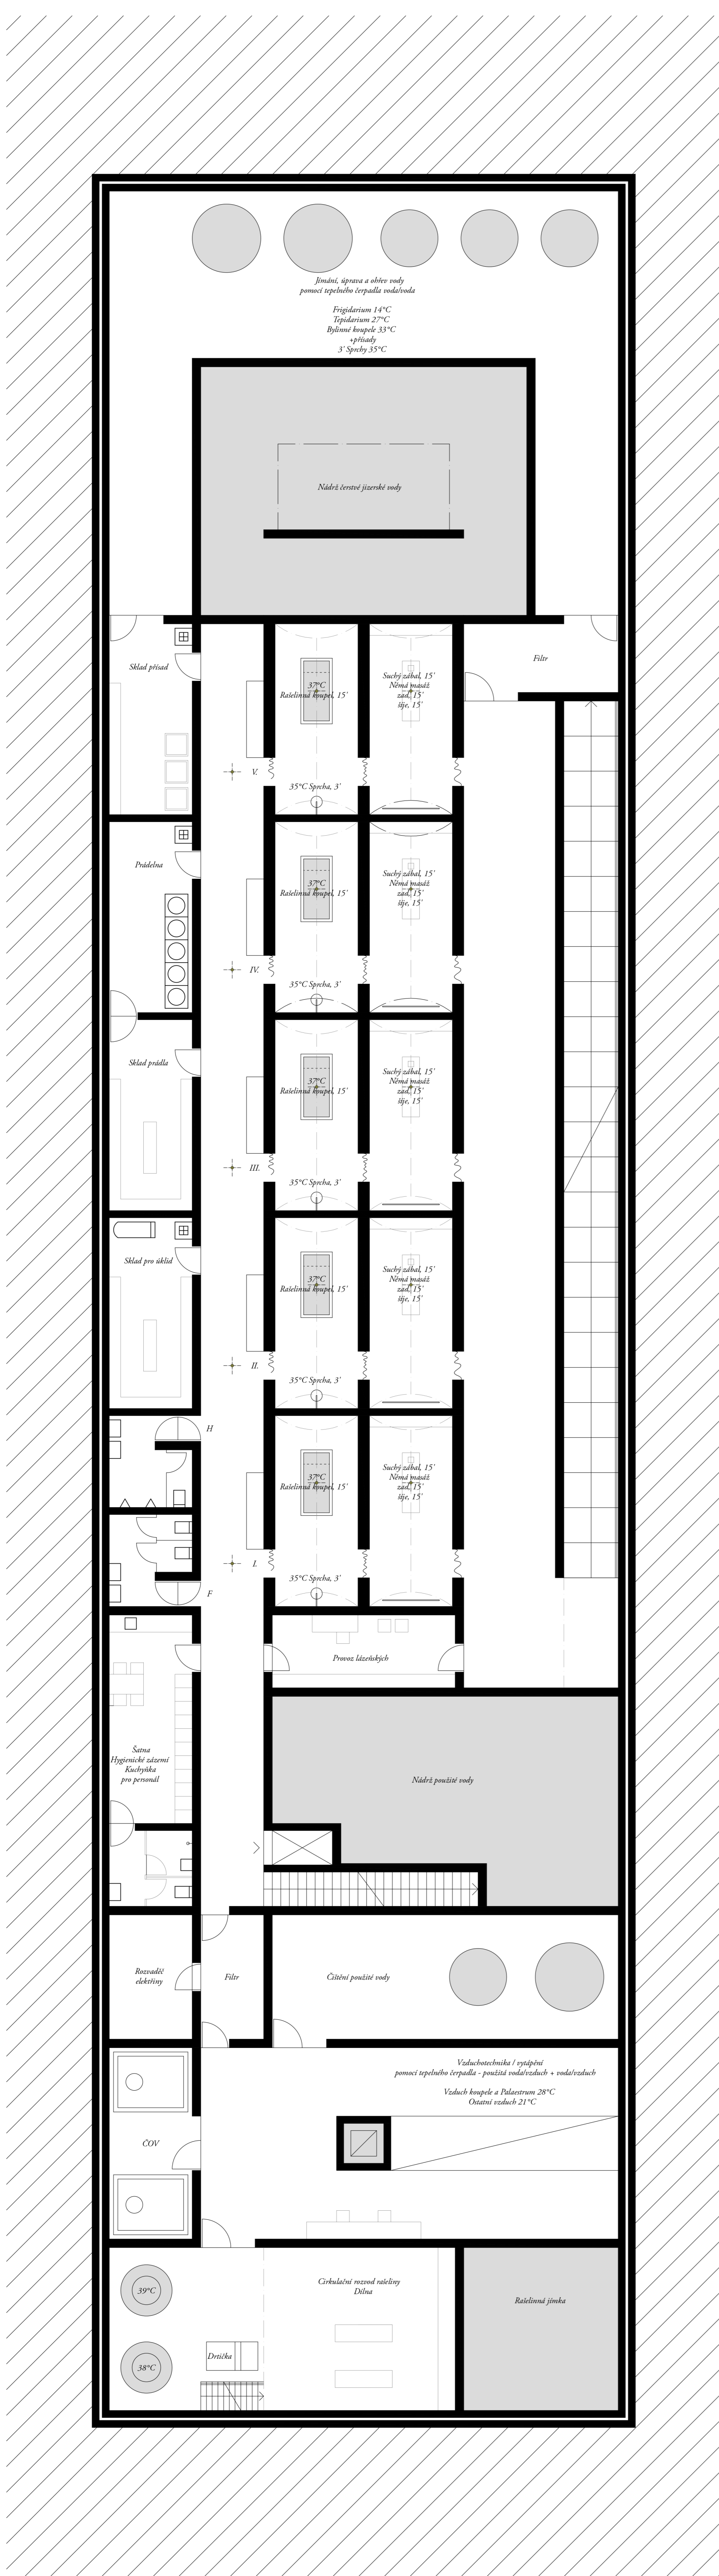 Jímání, úprava a ohřev vody
pomocí tepelného čerpadla voda/voda
Frigidarium 14°C
Tepidarium 27°C
Bylinné koupele 33°C
+přísady
3' Sprchy 35°C
Nádrž čerstvé jizerské vody
Sklad přísad
37°C
Rašelinná koupel, 15'
Suchý zábal, 15'
Němá masáž
zad, 15'
šíje, 15'
Filtr
V.
35°C Sprcha, 3'
Prádelna
37°C
Rašelinná koupel, 15'
Suchý zábal, 15'
Němá masáž
zad, 15'
šíje, 15'
IV.
35°C Sprcha, 3'
Sklad prádla
37°C
Rašelinná koupel, 15'
Suchý zábal, 15'
Němá masáž
zad, 15'
šíje, 15'
III.
35°C Sprcha, 3'
Sklad pro úklid
37°C
Rašelinná koupel, 15'
Suchý zábal, 15'
Němá masáž
zad, 15'
šíje, 15'
II.
35°C Sprcha, 3'
H
37°C
Rašelinná koupel, 15'
Suchý zábal, 15'
Němá masáž
zad, 15'
šíje, 15'
I.
35°C Sprcha, 3'
F
Provoz lázeňských
Šatna
Hygienické zázemí
Kuchyňka
pro personál
Nádrž použité vody
Rozvaděč
elektřiny
Filtr
Čištění použité vody
Vzduchotechnika / vytápění
pomocí tepelného čerpadla - použitá voda/vzduch + voda/vzduch
Vzduch koupele a Palaestrum 28°C
Ostatní vzduch 21°C
ČOV
39°C
Cirkulační rozvod rašeliny
Dílna
Rašelinná jímka
Drtička
38°C